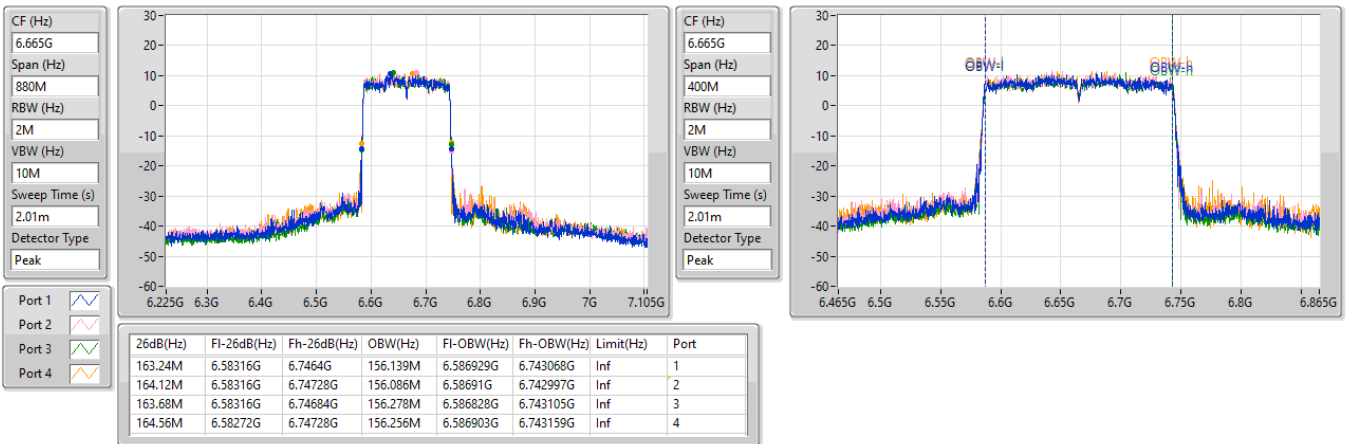 CF (Hz)
6.665G
Span (Hz)
880M
RBW (Hz)
2M
VBW (Hz)
10M
Sweep Time (s)
2.01m
Detector Type
Peak
30
20
10
0
-10
-20
-30
-40
-50
-60
6.225G 6.3G 6.4G 6.5G 6.6G 6.7G 6.8G 6.9G 7G 7.105G
CF (Hz)
6.665G
Span (Hz)
400M
RBW (Hz)
2M
VBW (Hz)
10M
Sweep Time (s)
2.01m
Detector Type
Peak
30
20
10
0
-10
-20
-30
-40
-50
-60
OBW-l OBW-h
6.465G 6.5G 6.55G 6.6G 6.65G 6.7G 6.75G 6.8G 6.865G
Port 1
Port 2
Port 3
Port 4
26dB(Hz) Fl-26dB(Hz) Fh-26dB(Hz) OBW(Hz) Fl-OBW(Hz) Fh-OBW(Hz) Limit(Hz) Port
163.24M 6.58316G 6.7464G 156.139M 6.586929G 6.743068G Inf 1
164.12M 6.58316G 6.74728G 156.086M 6.58691G 6.742997G Inf 2
163.68M 6.58316G 6.74684G 156.278M 6.586828G 6.743105G Inf 3
164.56M 6.58272G 6.74728G 156.256M 6.586903G 6.743159G Inf 4